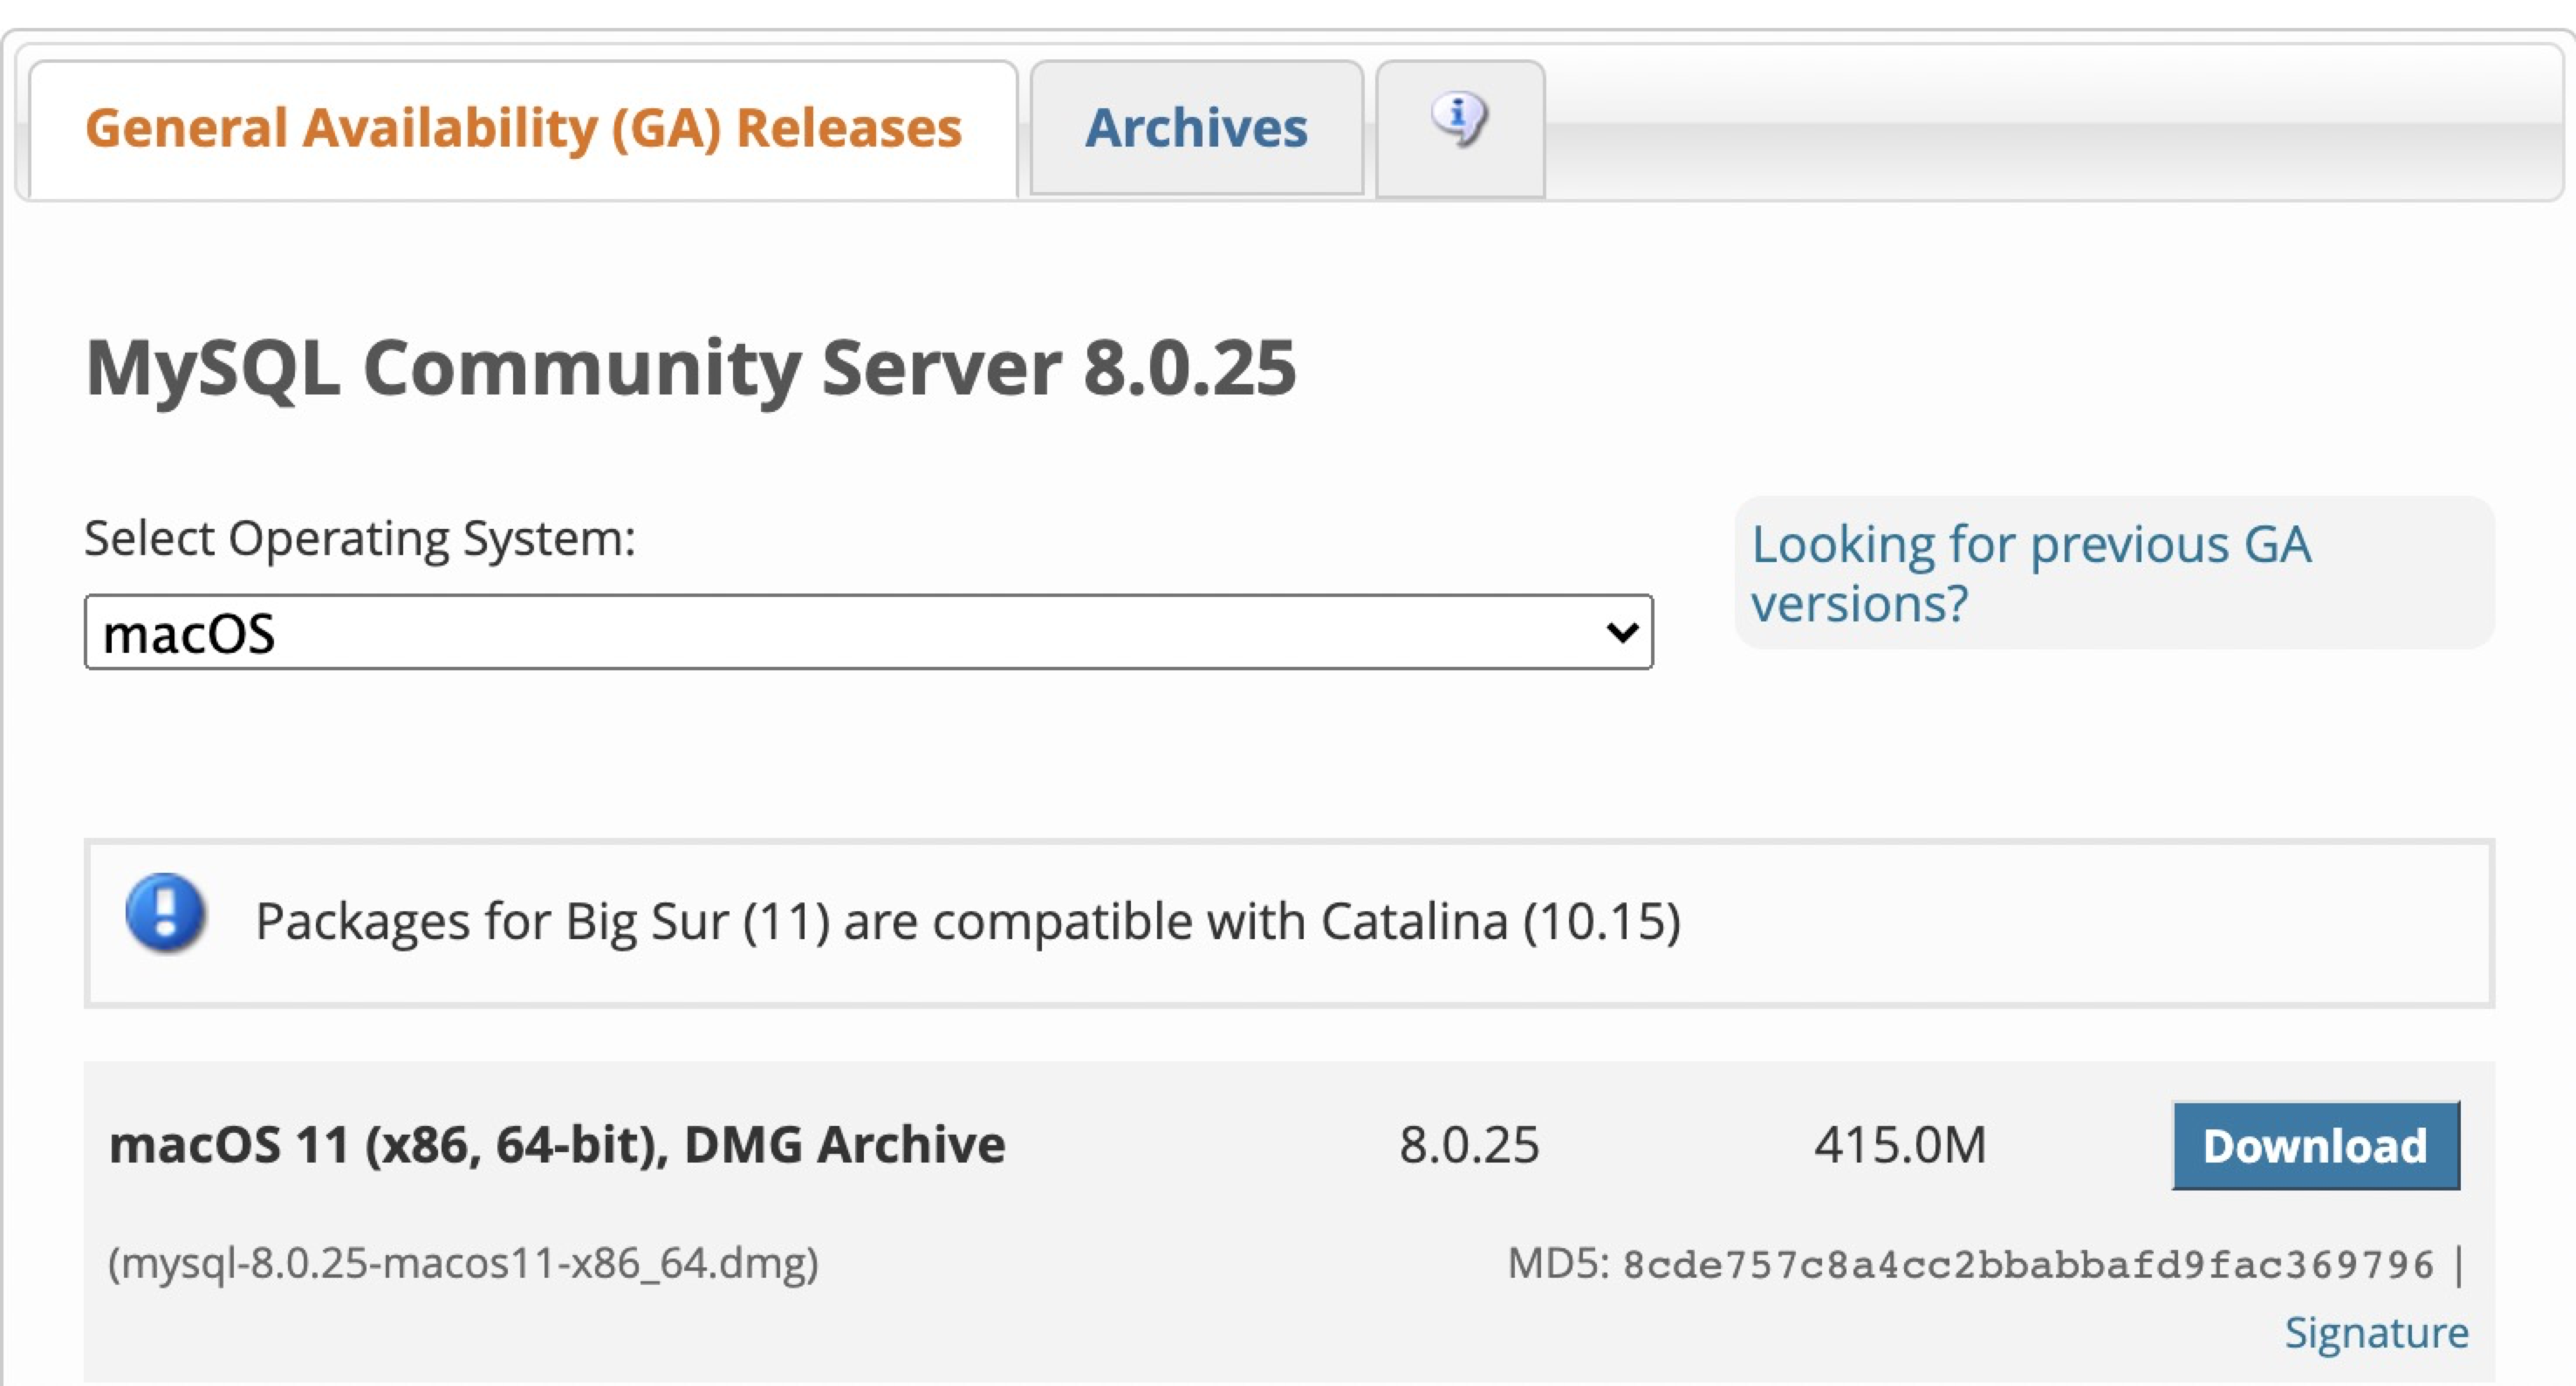 General Availability (GA) Releases
Archives
MySQL Community Server 8.0.25
Select Operating System:
macOS
Looking for previous GA
versions?
Packages for Big Sur (11) are compatible with Catalina (10.15)
macOS 11 (x86, 64-bit), DMG Archive 8.0.25 415.0M Download
(mysql-8.0.25-macos11-x86_64.dmg) MD5: 8cde757c8a4cc2bbabbafd9fac369796 |
Signature